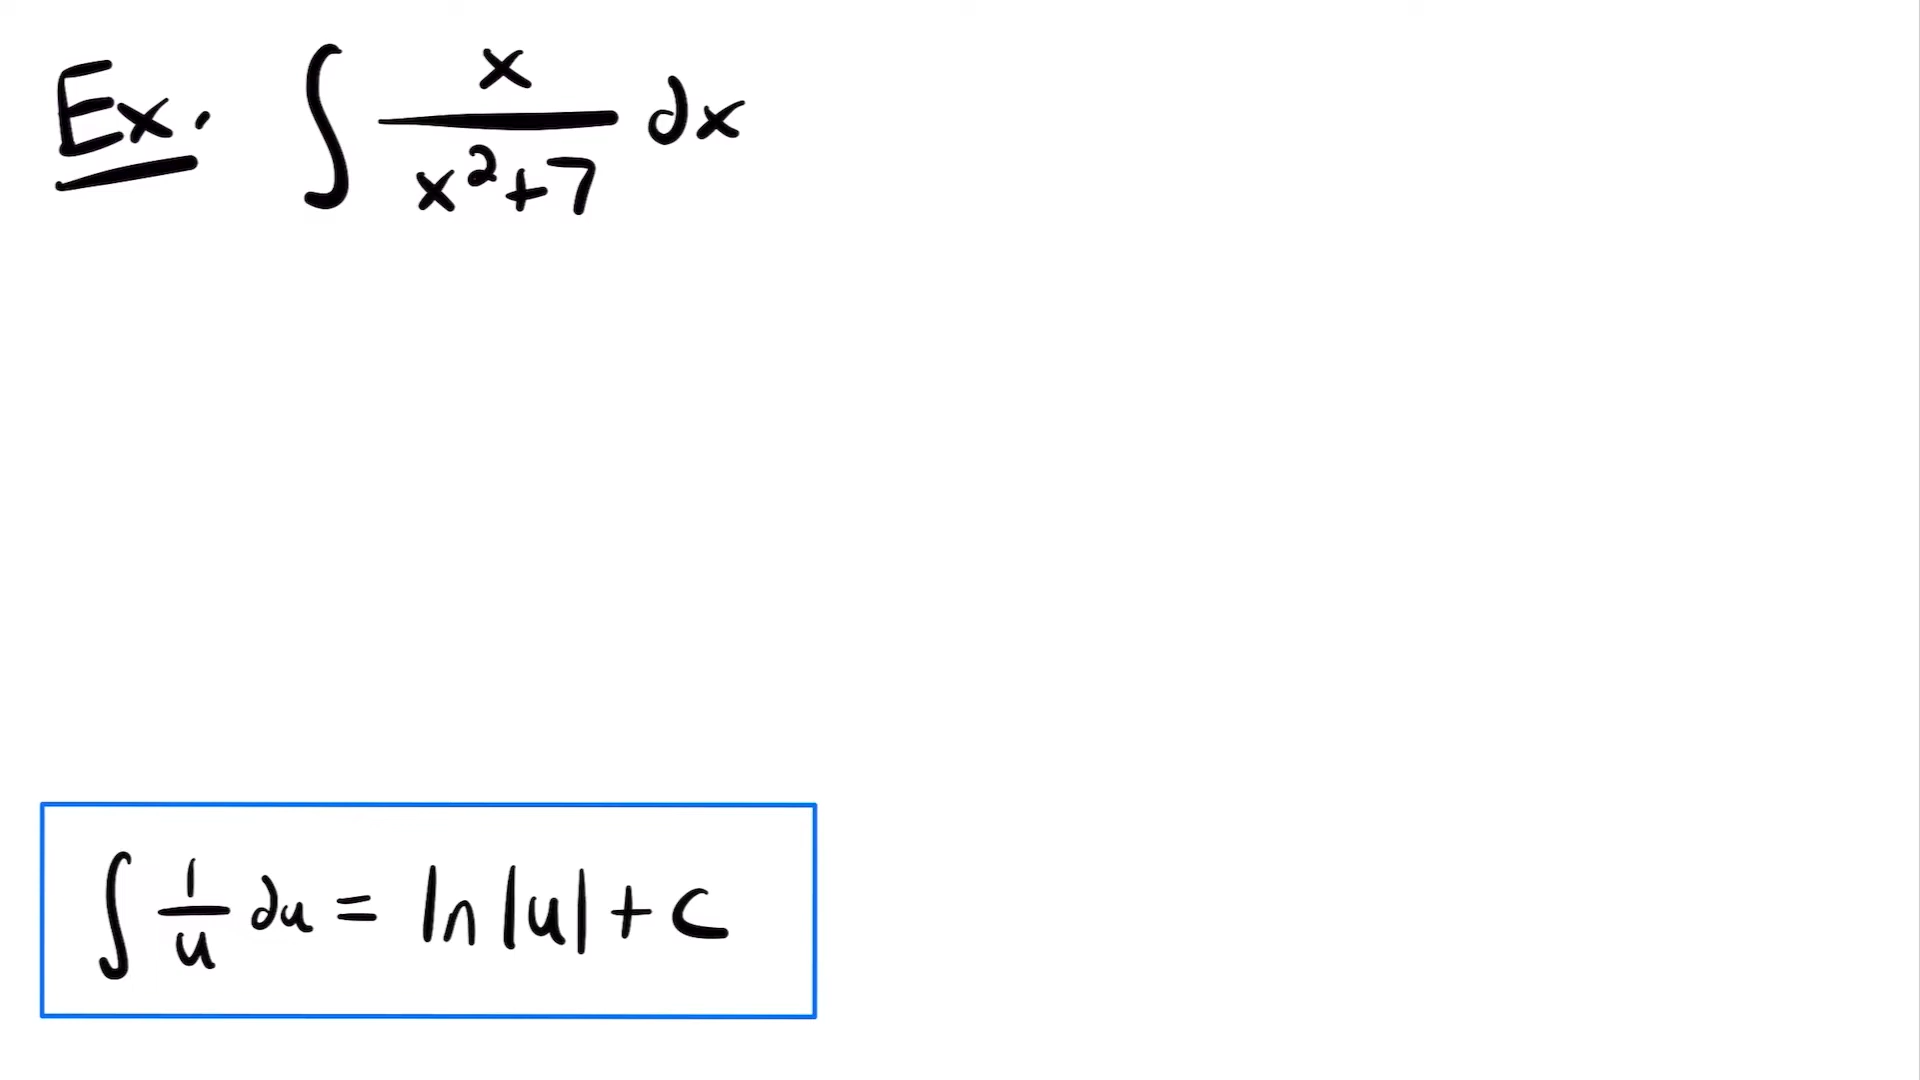 Ex. ∫ x/(x²+7) dx
∫ 1/u du = ln|u| + c